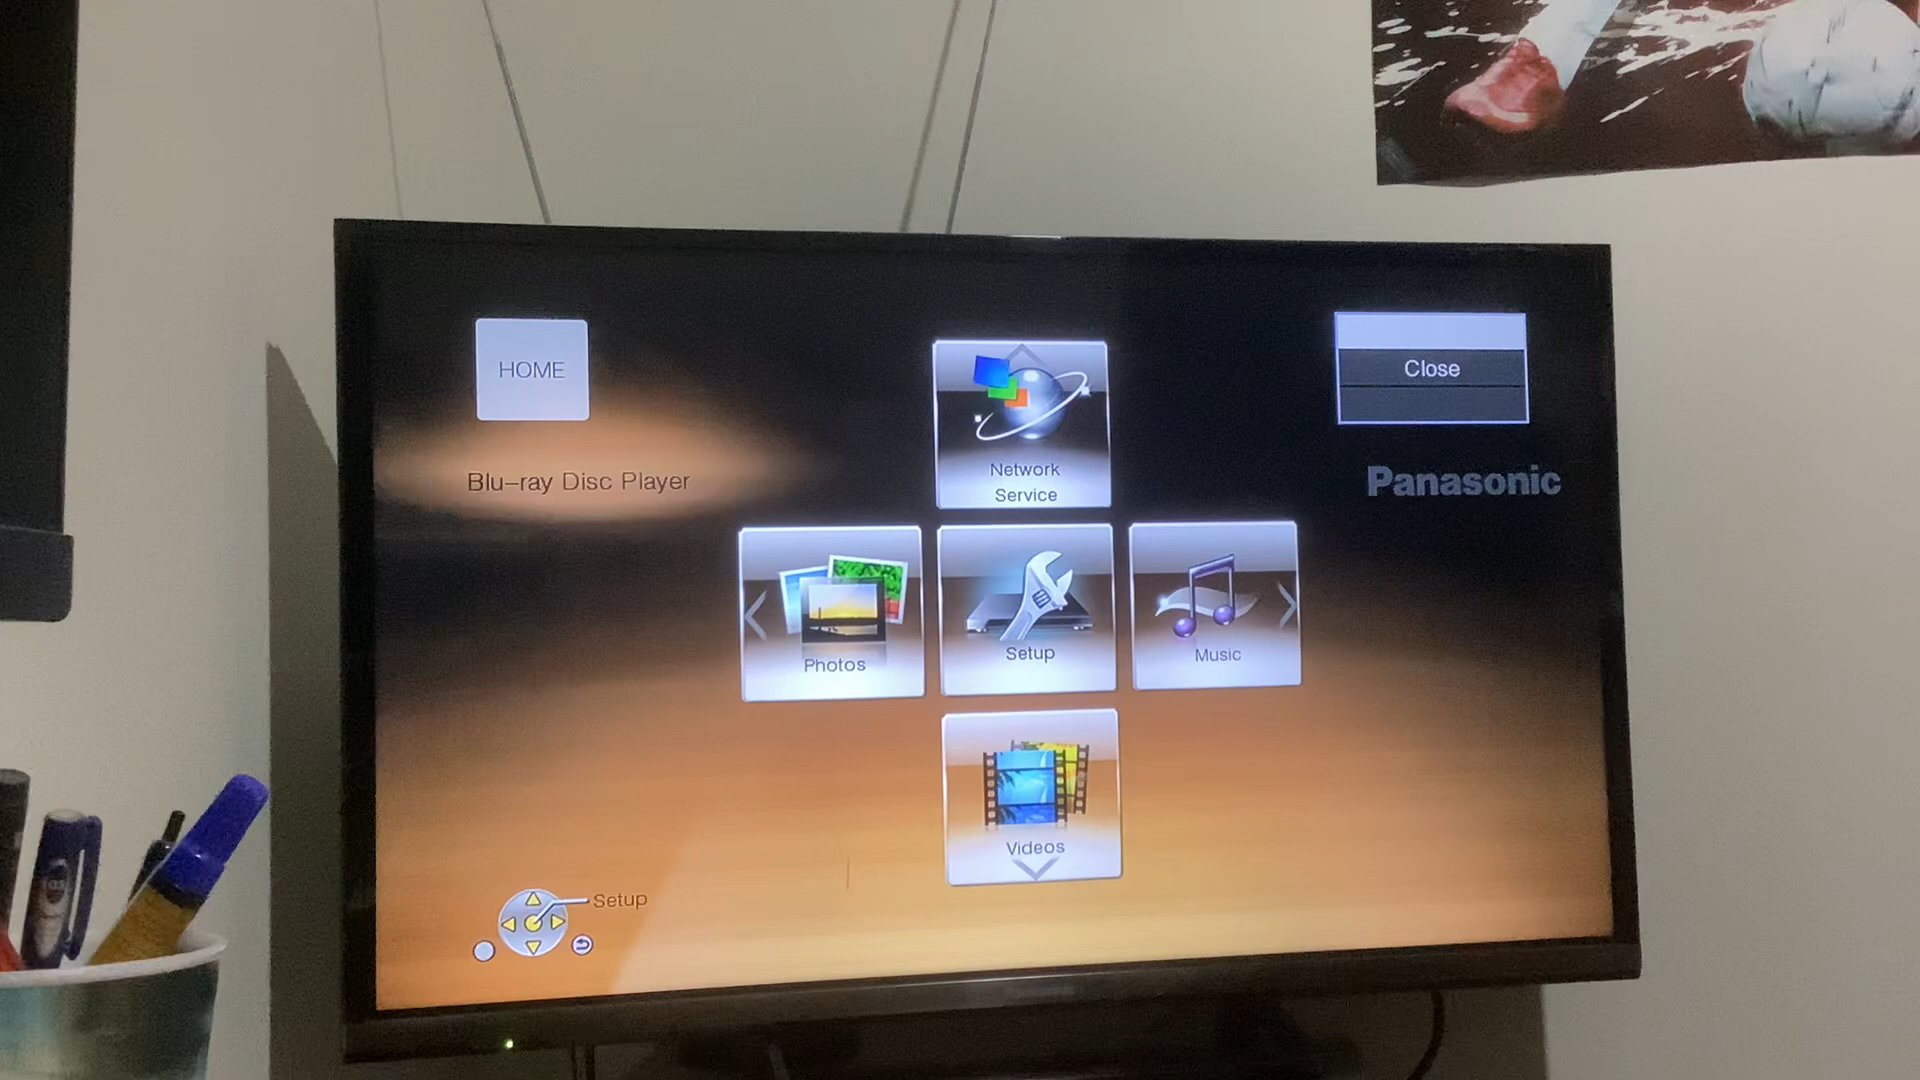 HOME
Close
Blu-ray Disc Player
Panasonic
Network
Service
Photos
Setup
Music
Videos
Setup